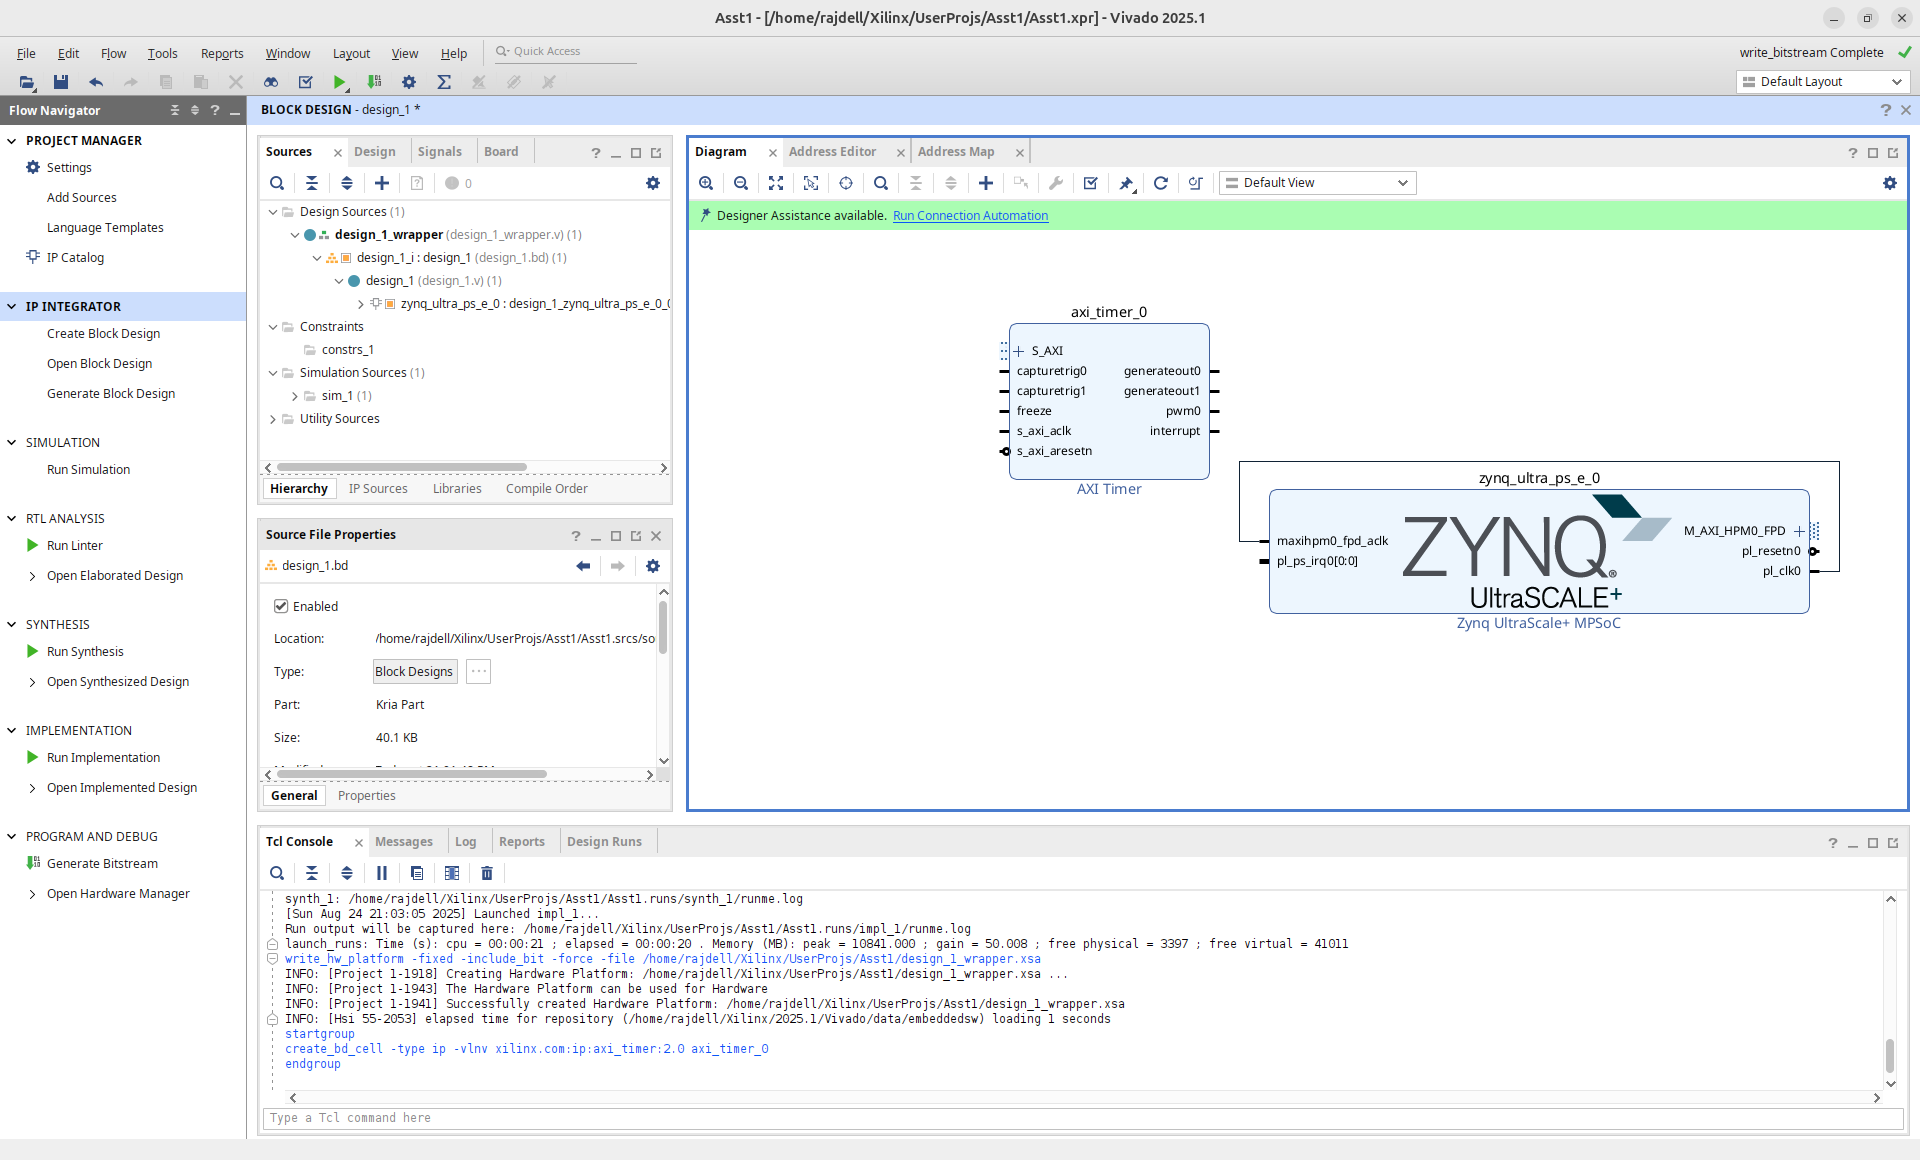 Asst1 - [/home/rajdell/Xilinx/UserProjs/Asst1/Asst1.xpr] - Vivado 2025.1
File Edit Flow Tools Reports Window Layout View Help Quick Access
write_bitstream Complete
Default Layout
Flow Navigator
PROJECT MANAGER
Settings
Add Sources
Language Templates
IP Catalog
IP INTEGRATOR
Create Block Design
Open Block Design
Generate Block Design
SIMULATION
Run Simulation
RTL ANALYSIS
Run Linter
Open Elaborated Design
SYNTHESIS
Run Synthesis
Open Synthesized Design
IMPLEMENTATION
Run Implementation
Open Implemented Design
PROGRAM AND DEBUG
Generate Bitstream
Open Hardware Manager
BLOCK DESIGN - design_1 *
Sources Design Signals Board
0
Design Sources (1)
design_1_wrapper (design_1_wrapper.v) (1)
design_1_i : design_1 (design_1.bd) (1)
design_1 (design_1.v) (1)
zynq_ultra_ps_e_0 : design_1_zynq_ultra_ps_e_0_0
Constraints
constrs_1
Simulation Sources (1)
sim_1 (1)
Utility Sources
Hierarchy IP Sources Libraries Compile Order
Source File Properties
design_1.bd
Enabled
Location: /home/rajdell/Xilinx/UserProjs/Asst1/Asst1.srcs/so
Type: Block Designs ...
Part: Kria Part
Size: 40.1 KB
General Properties
Diagram Address Editor Address Map
Default View
Designer Assistance available. Run Connection Automation
axi_timer_0
S_AXI
capturetrig0 generateout0
capturetrig1 generateout1
freeze pwm0
s_axi_aclk interrupt
s_axi_aresetn
AXI Timer
zynq_ultra_ps_e_0
maxihpm0_fpd_aclk
pl_ps_irq0[0:0]
ZYNQ®
UltraSCALE+
M_AXI_HPM0_FPD
pl_resetn0
pl_clk0
Zynq UltraScale+ MPSoC
Tcl Console Messages Log Reports Design Runs
synth_1: /home/rajdell/Xilinx/UserProjs/Asst1/Asst1.runs/synth_1/runme.log
[Sun Aug 24 21:03:05 2025] Launched impl_1...
Run output will be captured here: /home/rajdell/Xilinx/UserProjs/Asst1/Asst1.runs/impl_1/runme.log
launch_runs: Time (s): cpu = 00:00:21 ; elapsed = 00:00:20 . Memory (MB): peak = 10841.000 ; gain = 50.008 ; free physical = 3397 ; free virtual = 41011
write_hw_platform -fixed -include_bit -force -file /home/rajdell/Xilinx/UserProjs/Asst1/design_1_wrapper.xsa
INFO: [Project 1-1918] Creating Hardware Platform: /home/rajdell/Xilinx/UserProjs/Asst1/design_1_wrapper.xsa ...
INFO: [Project 1-1943] The Hardware Platform can be used for Hardware
INFO: [Project 1-1941] Successfully created Hardware Platform: /home/rajdell/Xilinx/UserProjs/Asst1/design_1_wrapper.xsa
INFO: [Hsi 55-2053] elapsed time for repository (/home/rajdell/Xilinx/2025.1/Vivado/data/embeddedsw) loading 1 seconds
startgroup
create_bd_cell -type ip -vlnv xilinx.com:ip:axi_timer:2.0 axi_timer_0
endgroup
Type a Tcl command here